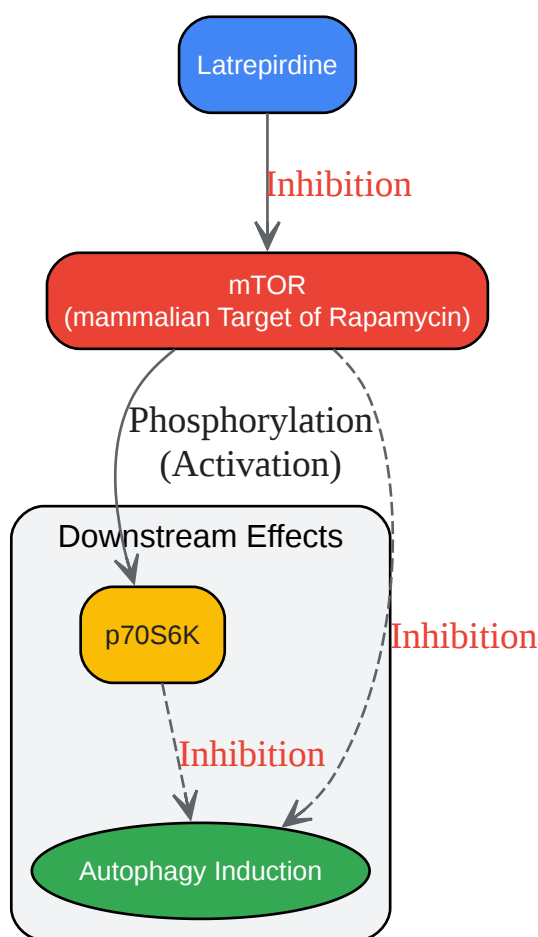 Latrepirdine
Inhibition
mTOR
(mammalian Target of Rapamycin)
Phosphorylation
(Activation)
Downstream Effects
p70S6K
Inhibition
Inhibition
Autophagy Induction